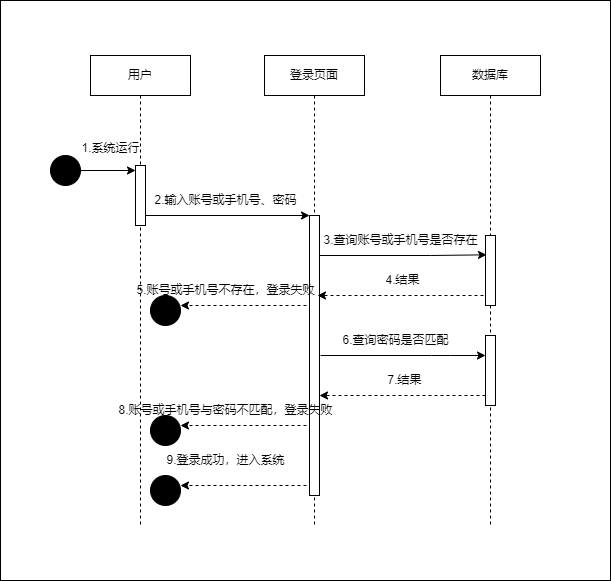 用户
登录页面
数据库
1.系统运行
2.输入账号或手机号、密码
3.查询账号或手机号是否存在
4.结果
5.账号或手机号不存在，登录失败
6.查询密码是否匹配
7.结果
8.账号或手机号与密码不匹配，登录失败
9.登录成功，进入系统